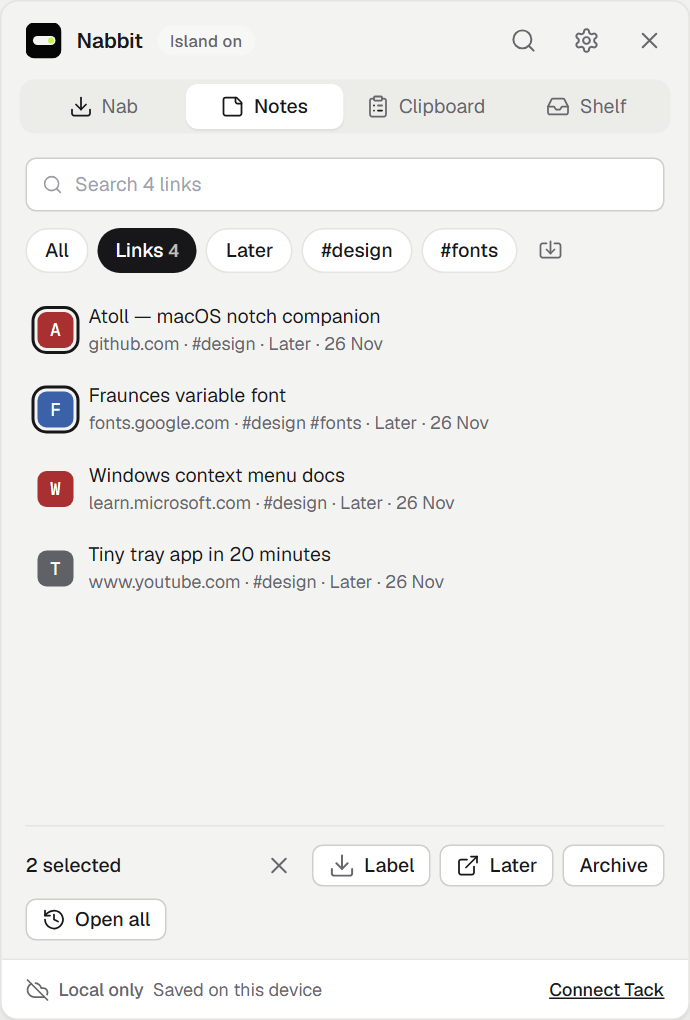 Nabbit Island on
Nab Notes Clipboard Shelf
Search 4 links
All Links 4 Later #design #fonts
A Atoll — macOS notch companion
github.com · #design · Later · 26 Nov
F Fraunces variable font
fonts.google.com · #design #fonts · Later · 26 Nov
W Windows context menu docs
learn.microsoft.com · #design · Later · 26 Nov
T Tiny tray app in 20 minutes
www.youtube.com · #design · Later · 26 Nov
2 selected Label Later Archive
Open all
Local only Saved on this device Connect Tack